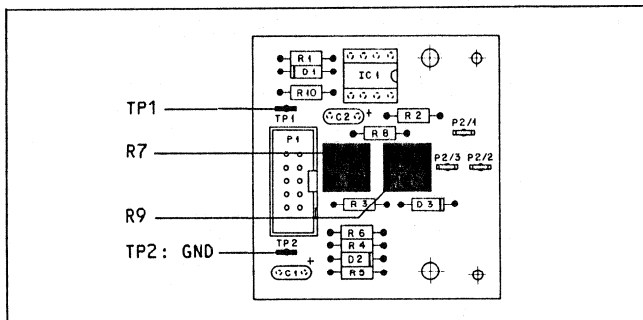 R1
D1
IC1
R10
TP1
TP1
C2
+
R2
P2/1
P1
R8
R7
P2/3
P2/2
R3
D3
R9
R6
TP2
R4
TP2: GND
D2
C1
+
R5